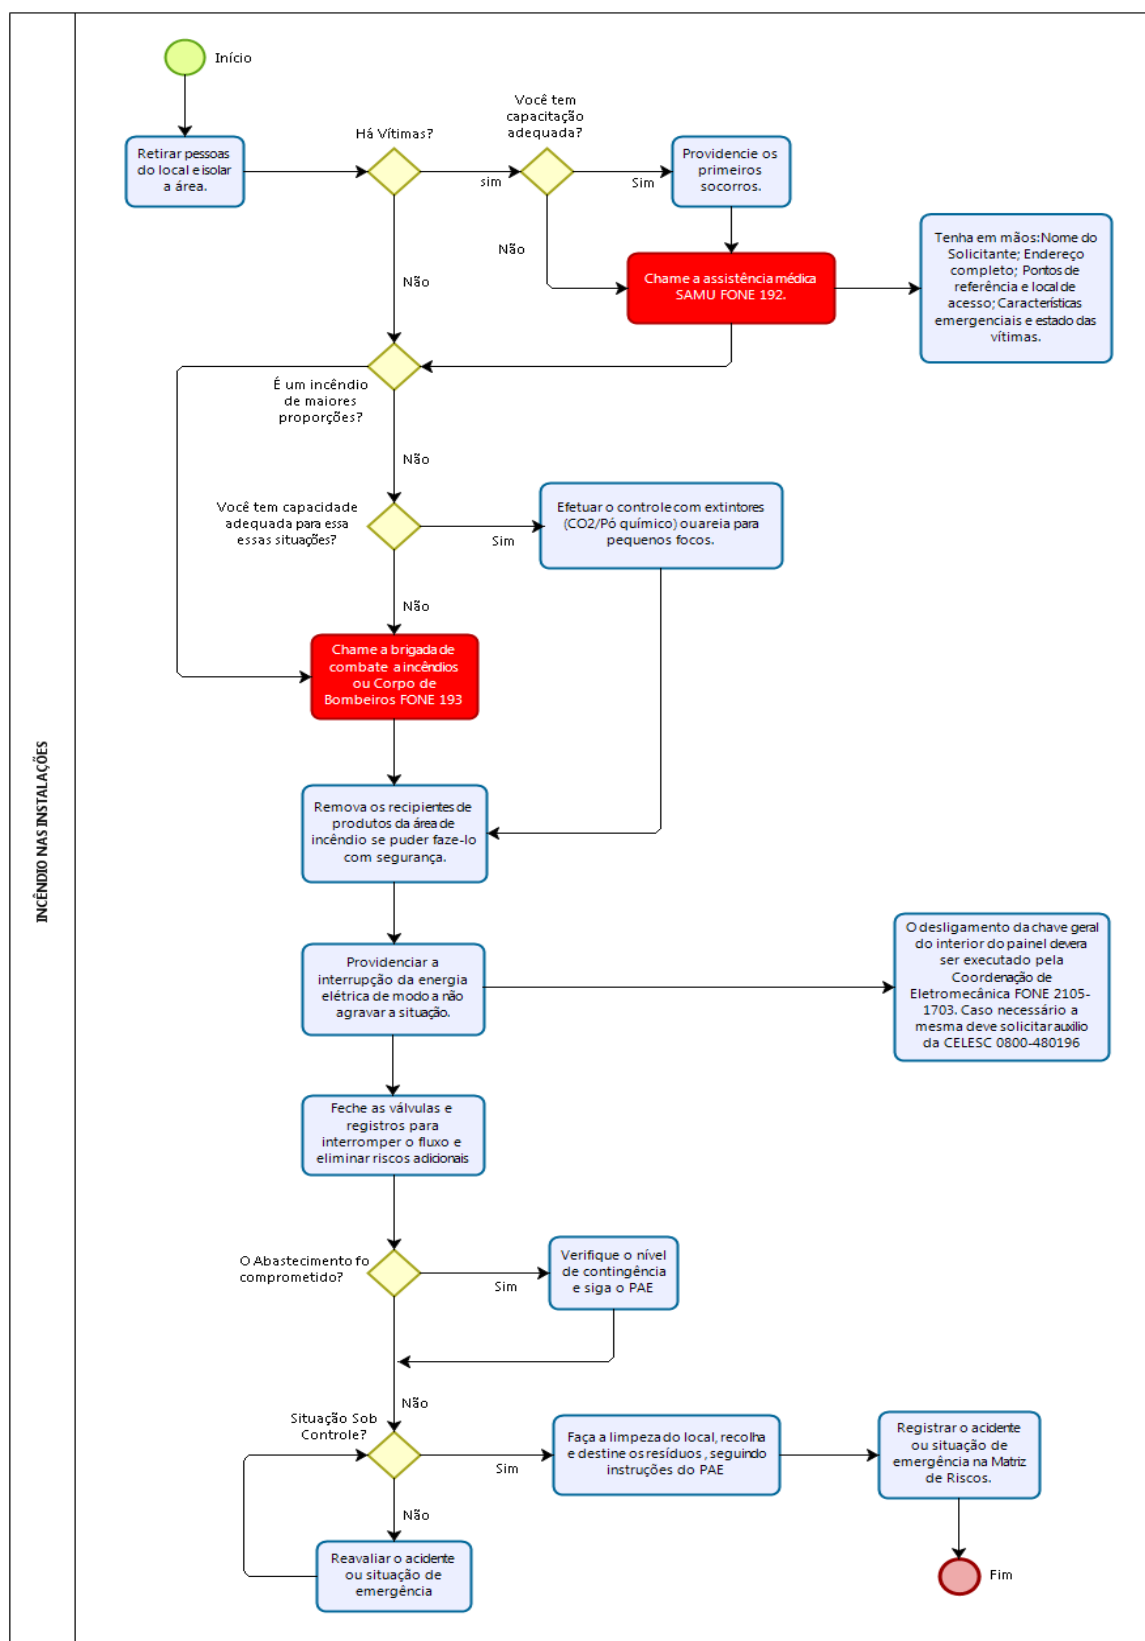 INCÊNDIO NAS INSTALAÇÕES
Início
Retirar pessoas
do local e isolar
a área.
Há Vítimas?
sim
Não
Você tem
capacitação
adequada?
Sim
Não
Providencie os
primeiros
socorros.
Chame a assistência médica
SAMU FONE 192.
Tenha em mãos:Nome do
Solicitante; Endereço
completo; Pontos de
referência e local de
acesso; Características
emergenciais e estado das
vítimas.
É um incêndio
de maiores
proporções?
Não
Você tem capacidade
adequada para essa
essas situações?
Sim
Não
Efetuar o controle com extintores
(CO2/Pó químico) ou areia para
pequenos focos.
Chame a brigada de
combate a incêndios
ou Corpo de
Bombeiros FONE 193
Remova os recipientes de
produtos da área de
incêndio se puder faze-lo
com segurança.
Providenciar a
interrupção da energia
elétrica de modo a não
agravar a situação.
O desligamento da chave geral
do interior do painel devera
ser executado pela
Coordenação de
Eletromecânica FONE 2105-
1703. Caso necessário a
mesma deve solicitar auxilio
da CELESC 0800-480196
Feche as válvulas e
registros para
interromper o fluxo e
eliminar riscos adicionais
O Abastecimento fo
comprometido?
Sim
Verifique o nível
de contingência
e siga o PAE
Não
Situação Sob
Controle?
Sim
Faça a limpeza do local, recolha
e destine os resíduos , seguindo
instruções do PAE
Registrar o acidente
ou situação de
emergência na Matriz
de Riscos.
Não
Reavaliar o acidente
ou situação de
emergência
Fim